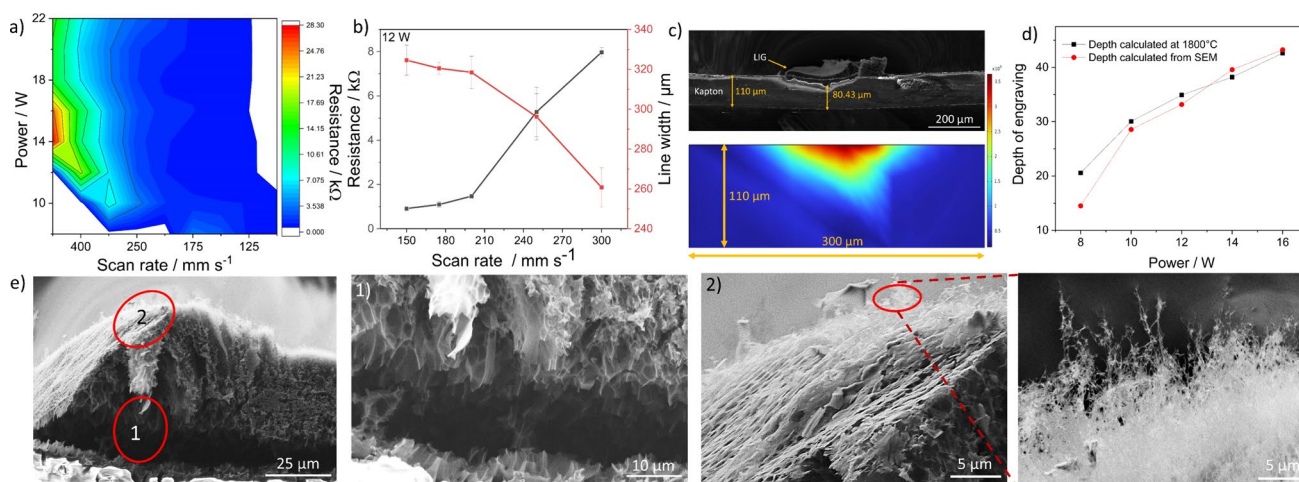 a)
Power / W
22
18
14
10
400
250
175
125
Scan rate / mm s⁻¹
28.30
24.76
21.23
17.69
14.15
10.61
7.075
3.538
0.000
Resistance / kΩ
b)
12 W
Resistance / kΩ
8
6
4
2
0
150
180
210
240
270
300
Scan rate / mm s⁻¹
340
320
300
280
260
240
Line width / µm
c)
LIG
Kapton
110 µm
80.43 µm
200 µm
110 µm
300 µm
d)
Depth calculated at 1800°C
Depth calculated from SEM
Depth of engraving
40
30
20
10
8
10
12
14
16
Power / W
e)
2
1
25 µm
1)
10 µm
2)
5 µm
5 µm